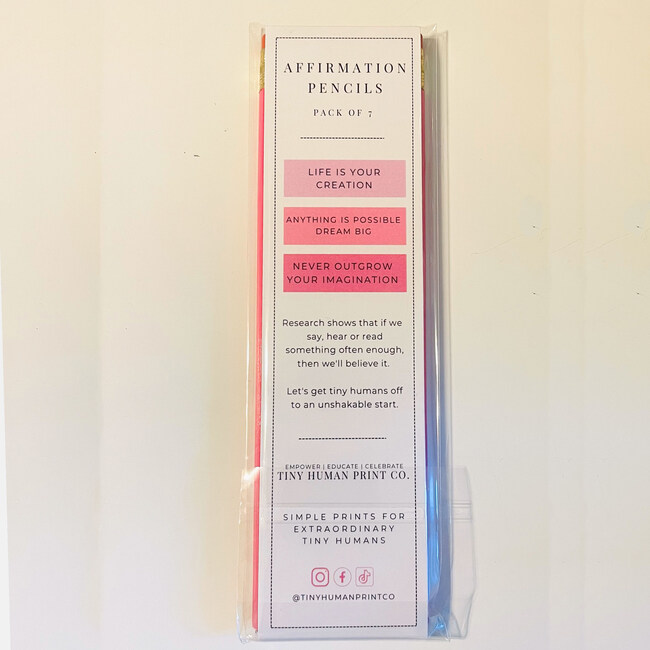 AFFIRMATION
PENCILS
PACK OF 7
LIFE IS YOUR
CREATION
ANYTHING IS POSSIBLE
DREAM BIG
NEVER OUTGROW
YOUR IMAGINATION
Research shows that if we
say, hear or read
something often enough,
then we'll believe it.
Let's get tiny humans off
to an unshakable start.
EMPOWER | EDUCATE | CELEBRATE
TINY HUMAN PRINT CO.
SIMPLE PRINTS FOR
EXTRAORDINARY
TINY HUMANS
@TINYHUMANPRINTCO